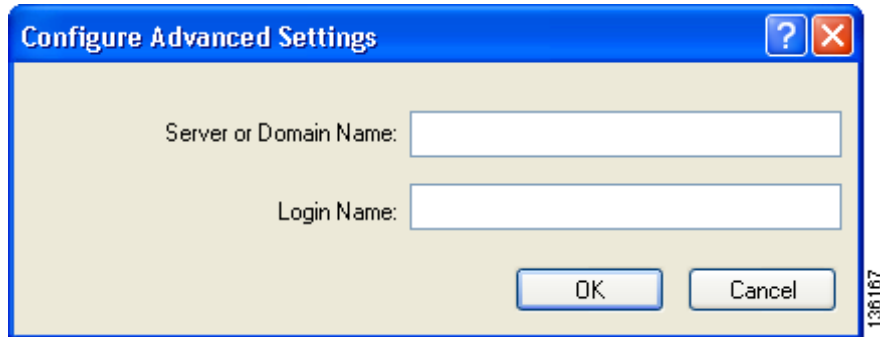 Configure Advanced Settings
?
Server or Domain Name:
Login Name:
OK
Cancel
136167